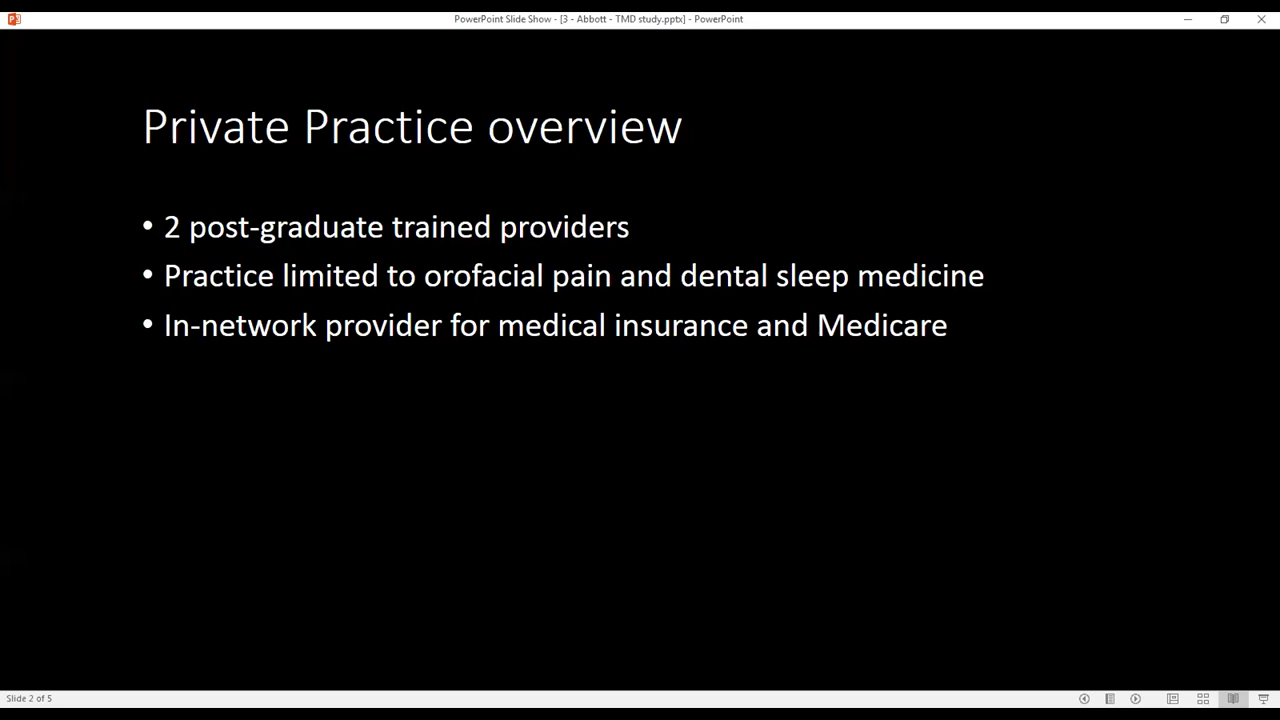 PowerPoint Slide Show - [3 - Abbott - TMD study.pptx] - PowerPoint
Private Practice overview
• 2 post-graduate trained providers
• Practice limited to orofacial pain and dental sleep medicine
• In-network provider for medical insurance and Medicare
Slide 2 of 5